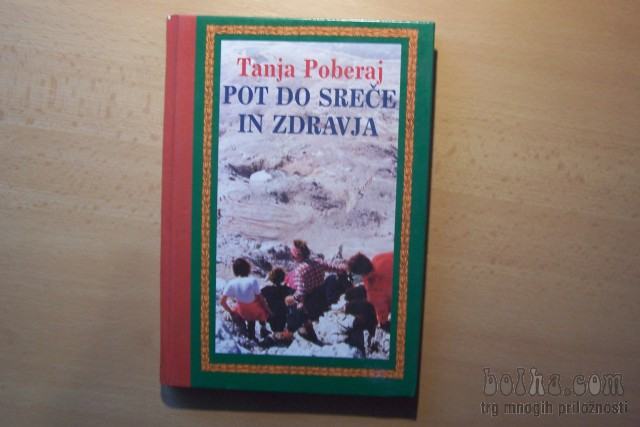 Tanja Poberaj
POT DO SREČE
IN ZDRAVJA
bolha.com
trg mnogih priložnosti